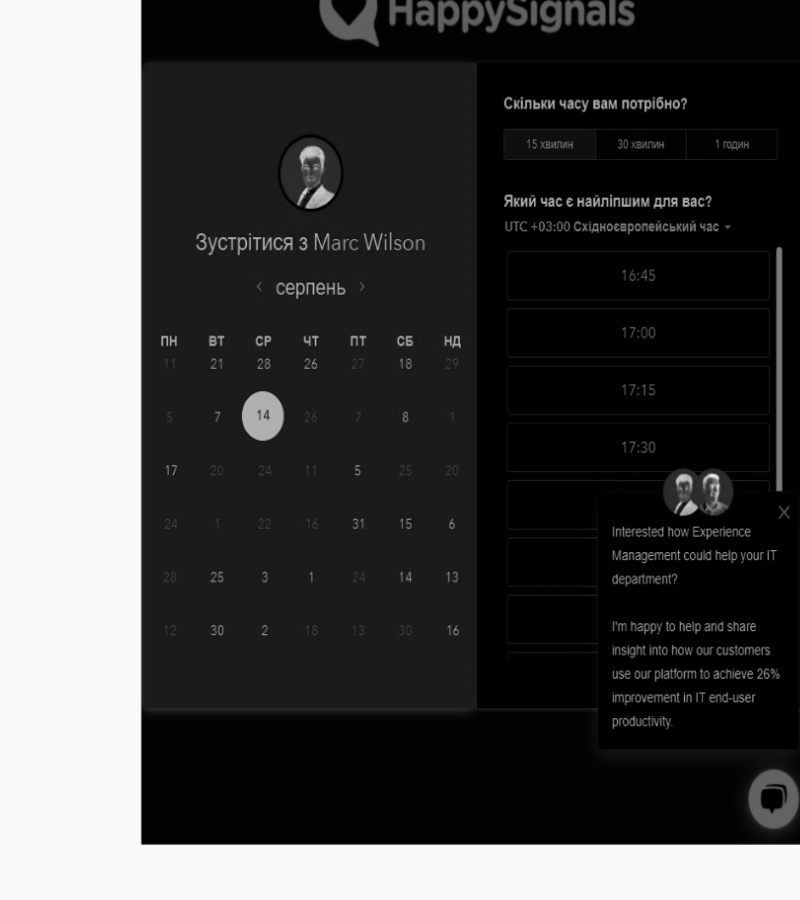 HappySignals
Зустрітися з Marc Wilson
серпень
ПН ВТ СР ЧТ ПТ СБ НД
11 21 28 26 27 18 29
5 7 14 26 7 8 1
17 20 24 11 5 25 20
24 1 22 16 31 15 6
28 25 3 1 24 14 13
12 30 2 18 13 30 16
Скільки часу вам потрібно?
15 хвилин 30 хвилин 1 годин
Який час є найліпшим для вас?
UTC +03:00 Східноєвропейський час
16:45
17:00
17:15
17:30
Interested how Experience
Management could help your IT
department?
I'm happy to help and share
insight into how our customers
use our platform to achieve 26%
improvement in IT end-user
productivity.